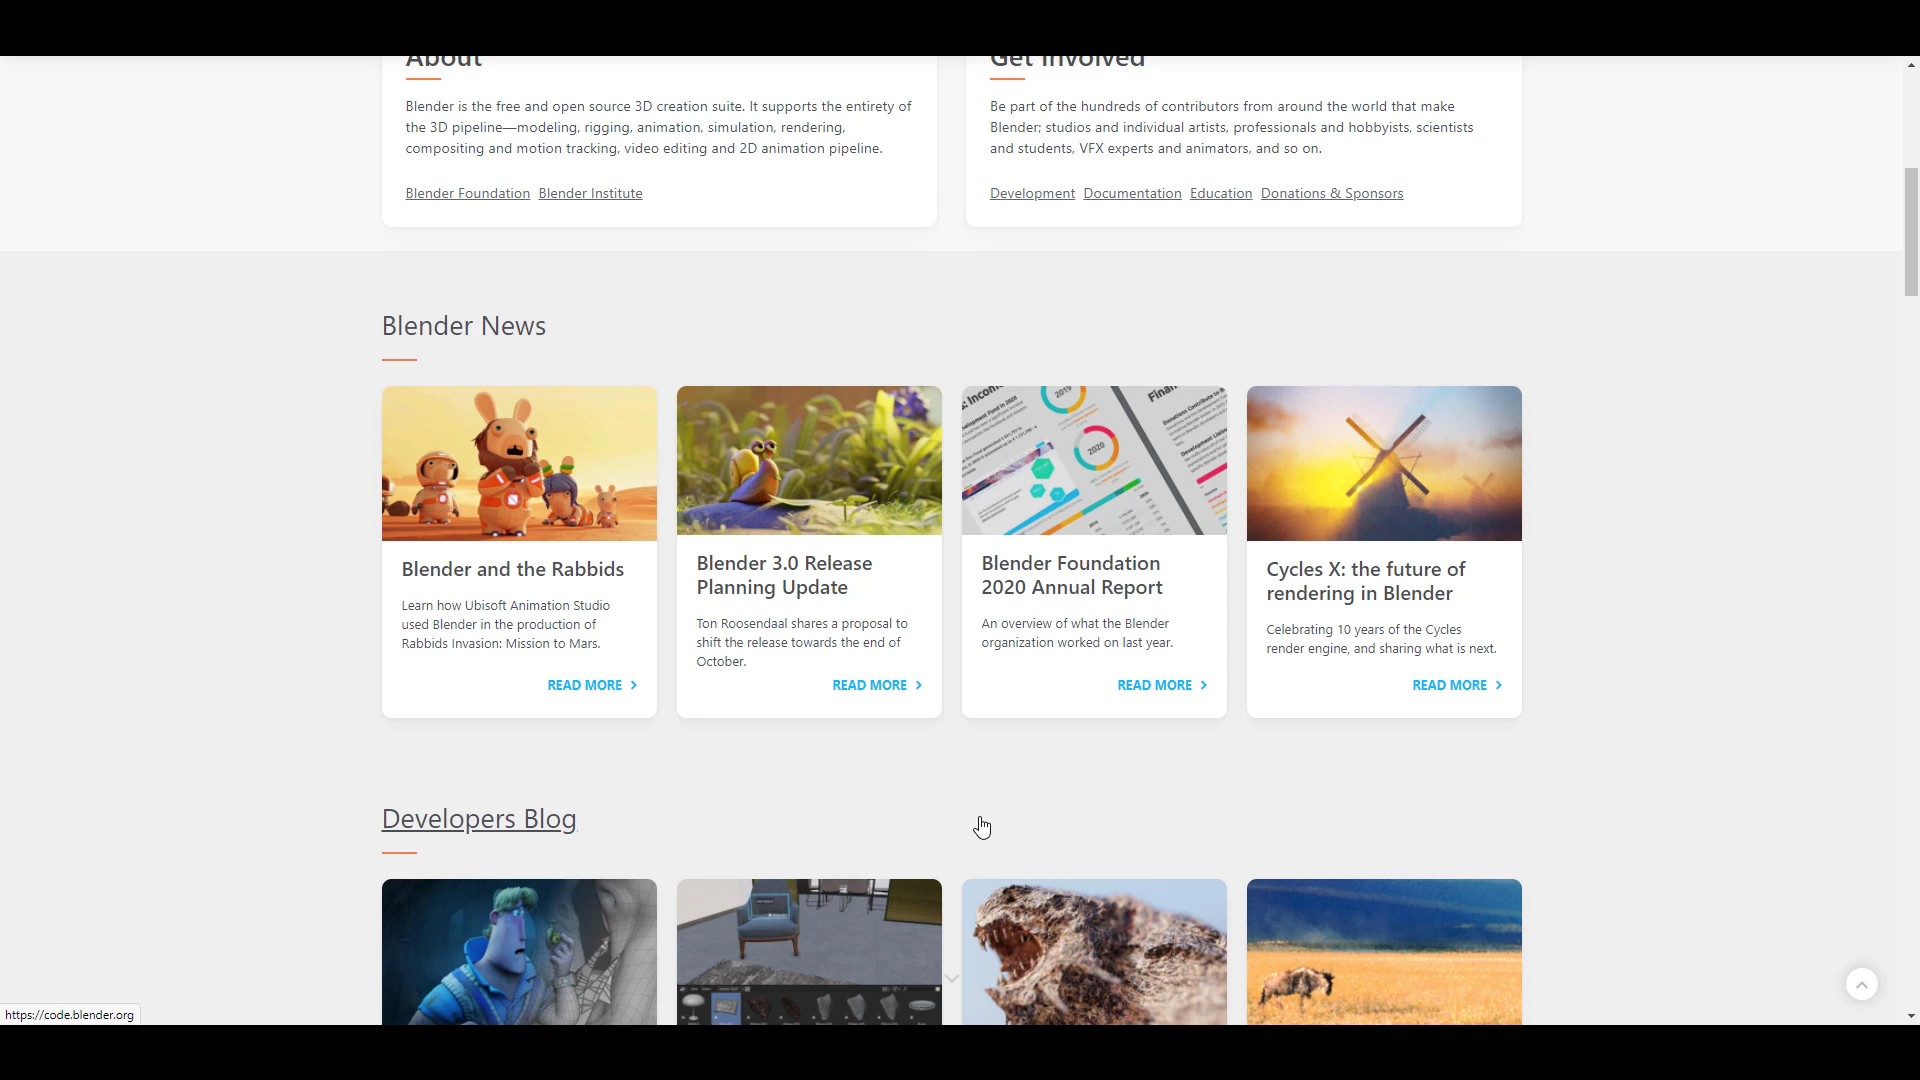 About
Blender is the free and open source 3D creation suite. It supports the entirety of
the 3D pipeline—modeling, rigging, animation, simulation, rendering,
compositing and motion tracking, video editing and 2D animation pipeline.
Blender Foundation Blender Institute
Get Involved
Be part of the hundreds of contributors from around the world that make
Blender; studios and individual artists, professionals and hobbyists, scientists
and students, VFX experts and animators, and so on.
Development Documentation Education Donations & Sponsors
Blender News
Blender and the Rabbids
Learn how Ubisoft Animation Studio
used Blender in the production of
Rabbids Invasion: Mission to Mars.
READ MORE
Blender 3.0 Release
Planning Update
Ton Roosendaal shares a proposal to
shift the release towards the end of
October.
READ MORE
2019
2020
Blender Foundation
2020 Annual Report
An overview of what the Blender
organization worked on last year.
READ MORE
Cycles X: the future of
rendering in Blender
Celebrating 10 years of the Cycles
render engine, and sharing what is next.
READ MORE
Developers Blog
https://code.blender.org